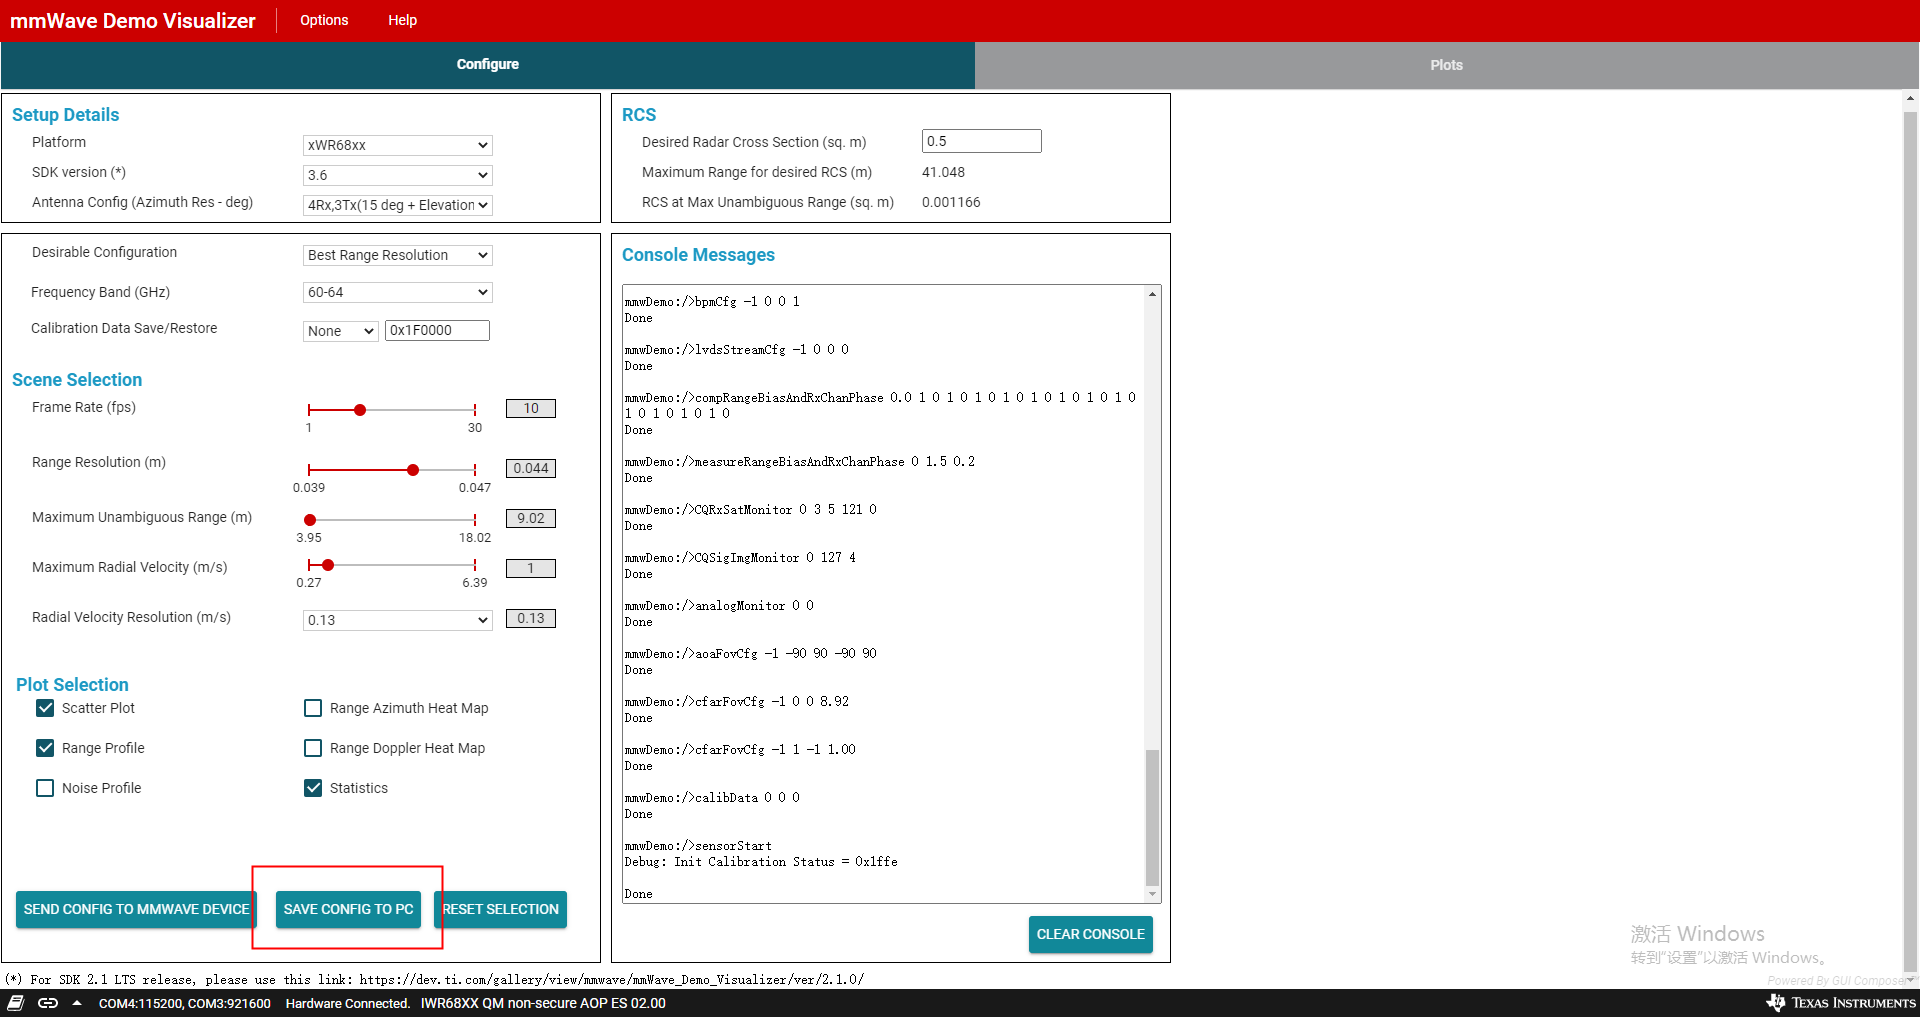 mmWave Demo Visualizer
Options
Help
Configure
Plots
Setup Details
Platform
xWR68xx
SDK version (*)
3.6
Antenna Config (Azimuth Res - deg)
4Rx,3Tx(15 deg + Elevation
RCS
Desired Radar Cross Section (sq. m)
0.5
Maximum Range for desired RCS (m)
41.048
RCS at Max Unambiguous Range (sq. m)
0.001166
Desirable Configuration
Best Range Resolution
Frequency Band (GHz)
60-64
Calibration Data Save/Restore
None
0x1F0000
Scene Selection
Frame Rate (fps)
10
1
30
Range Resolution (m)
0.044
0.039
0.047
Maximum Unambiguous Range (m)
9.02
3.95
18.02
Maximum Radial Velocity (m/s)
1
0.27
6.39
Radial Velocity Resolution (m/s)
0.13
0.13
Plot Selection
Scatter Plot
Range Azimuth Heat Map
Range Profile
Range Doppler Heat Map
Noise Profile
Statistics
SEND CONFIG TO MMWAVE DEVICE
SAVE CONFIG TO PC
RESET SELECTION
Console Messages
mmwDemo:/>bpmCfg -1 0 0 1
Done
mmwDemo:/>lvdsStreamCfg -1 0 0 0
Done
mmwDemo:/>compRangeBiasAndRxChanPhase 0.0 1 0 1 0 1 0 1 0 1 0 1 0 1 0 1 0 1 0
1 0 1 0 1 0 1 0
Done
mmwDemo:/>measureRangeBiasAndRxChanPhase 0 1.5 0.2
Done
mmwDemo:/>CQRxSatMonitor 0 3 5 121 0
Done
mmwDemo:/>CQSigImgMonitor 0 127 4
Done
mmwDemo:/>analogMonitor 0 0
Done
mmwDemo:/>aoaFovCfg -1 -90 90 -90 90
Done
mmwDemo:/>cfarFovCfg -1 0 0 8.92
Done
mmwDemo:/>cfarFovCfg -1 1 -1 1.00
Done
mmwDemo:/>calibData 0 0 0
Done
mmwDemo:/>sensorStart
Debug: Init Calibration Status = 0x1ffe
Done
CLEAR CONSOLE
激活 Windows
转到“设置”以激活 Windows。
Powered By GUI Composer
(*) For SDK 2.1 LTS release, please use this link: https://dev.ti.com/gallery/view/mmwave/mmWave_Demo_Visualizer/ver/2.1.0/
COM4:115200, COM3:921600
Hardware Connected.
IWR68XX QM non-secure AOP ES 02.00
TEXAS INSTRUMENTS